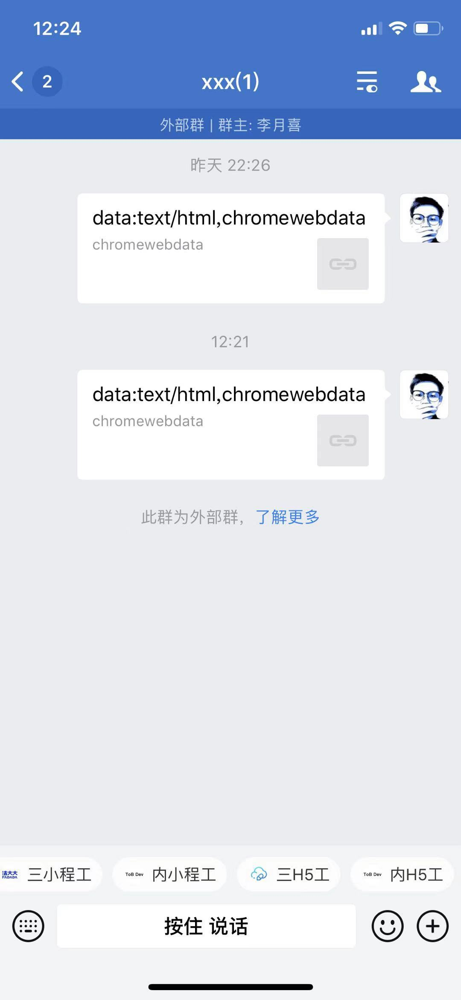 12:24
2
xxx(1)
外部群 | 群主: 李月喜
昨天 22:26
data:text/html,chromewebdata
chromewebdata
12:21
data:text/html,chromewebdata
chromewebdata
此群为外部群，了解更多
法大大 FADADA 三小程工 ToB Dev 内小程工 三H5工 ToB Dev 内H5工
按住 说话